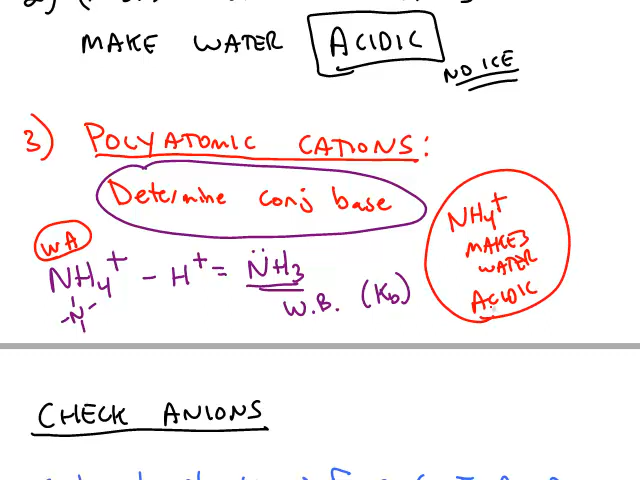 MAKE WATER ACIDIC
NO ICE
3) POLYATOMIC CATIONS:
Determine conj base
WA
NH4+ - H+ = NH3
-N-
W.B. (Kb)
NH4+
MAKES
WATER
ACIDIC
CHECK ANIONS